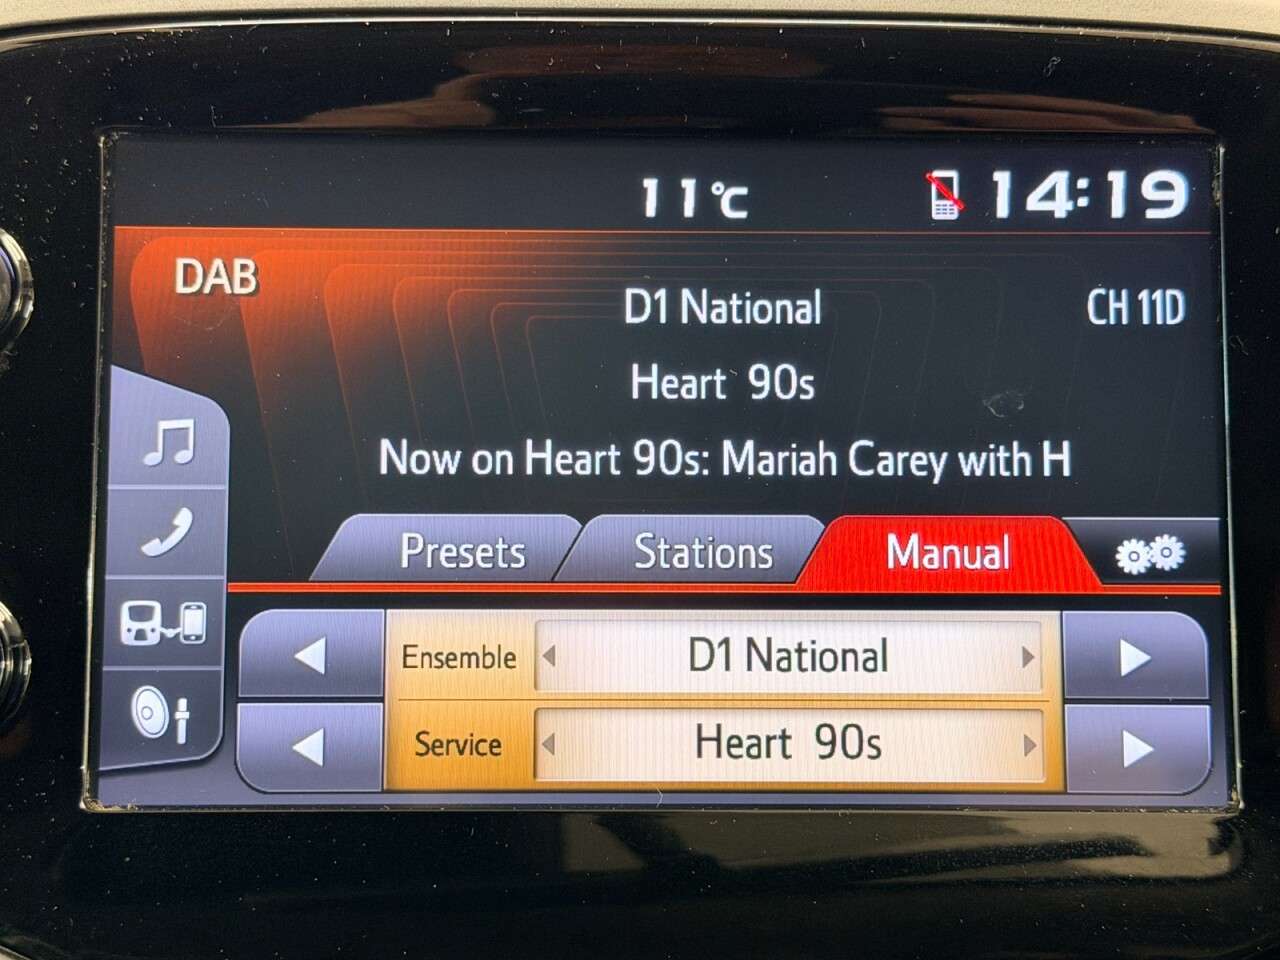 11°C 14:19
DAB
D1 National CH 11D
Heart 90s
Now on Heart 90s: Mariah Carey with H
Presets Stations Manual
Ensemble D1 National
Service Heart 90s